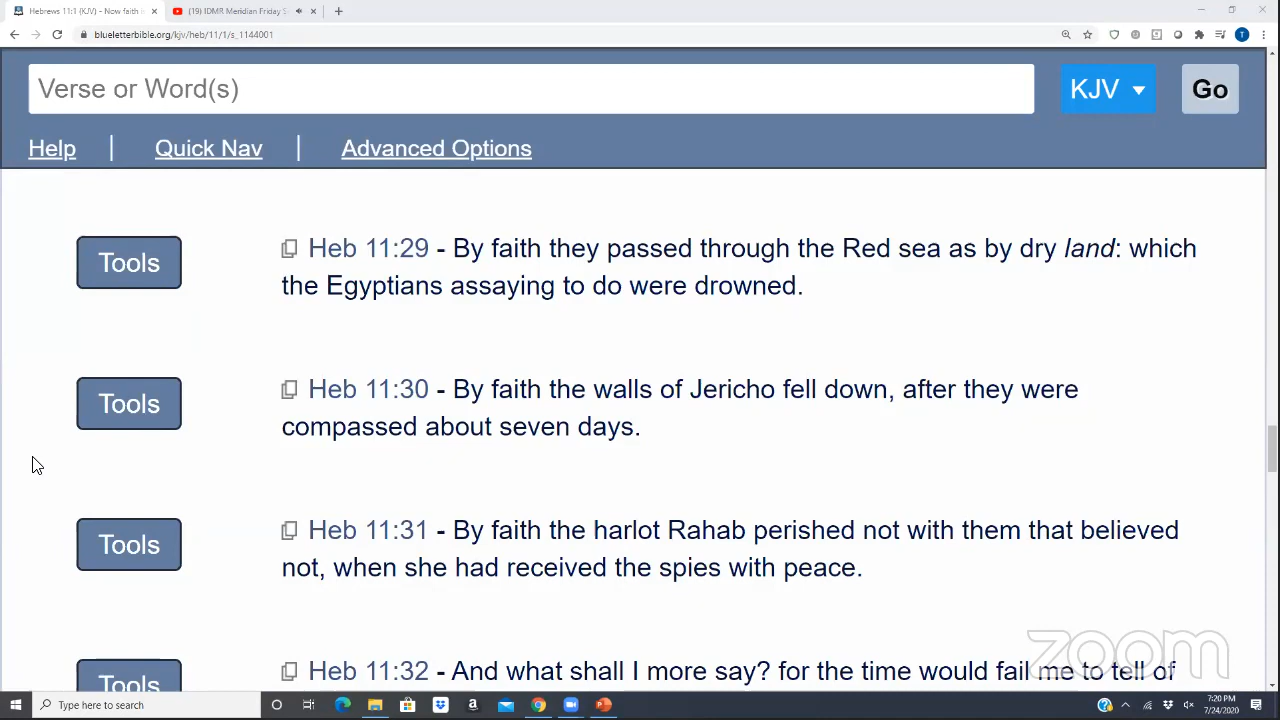 Hebrews 11:1 (KJV) - Now faith is
(19) IDMR Meridian Friday S
blueletterbible.org/kjv/heb/11/1/s_1144001
Verse or Word(s)
KJV
Go
Help | Quick Nav | Advanced Options
Tools
Heb 11:29 - By faith they passed through the Red sea as by dry land: which
the Egyptians assaying to do were drowned.
Tools
Heb 11:30 - By faith the walls of Jericho fell down, after they were
compassed about seven days.
Tools
Heb 11:31 - By faith the harlot Rahab perished not with them that believed
not, when she had received the spies with peace.
Tools
Heb 11:32 - And what shall I more say? for the time would fail me to tell of
zoom
Type here to search
7:20 PM
7/24/2020